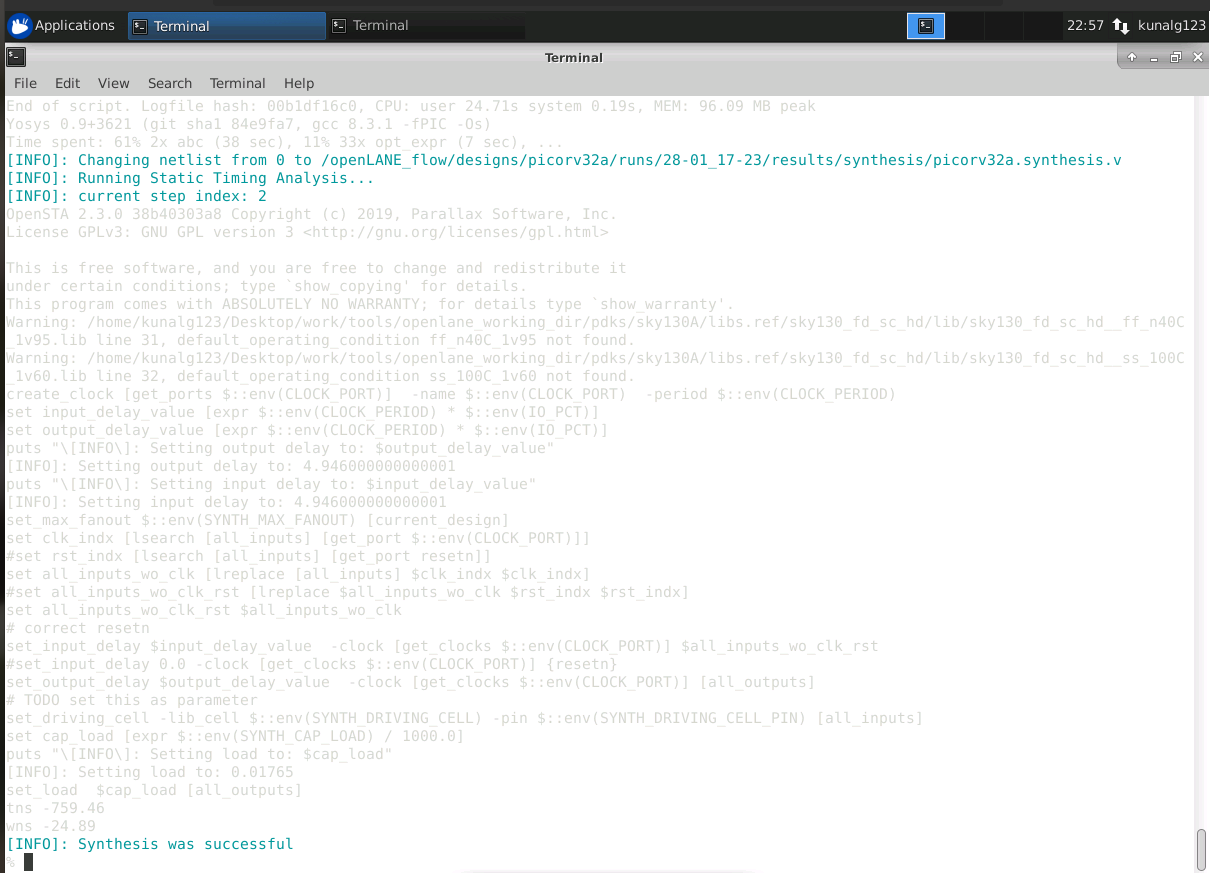 Applications
Terminal
Terminal
22:57
kunalg123
Terminal
File Edit View Search Terminal Help
End of script. Logfile hash: 00b1df16c0, CPU: user 24.71s system 0.19s, MEM: 96.09 MB peak
Yosys 0.9+3621 (git sha1 84e9fa7, gcc 8.3.1 -fPIC -Os)
Time spent: 61% 2x abc (38 sec), 11% 33x opt_expr (7 sec), ...
[INFO]: Changing netlist from 0 to /openLANE_flow/designs/picorv32a/runs/28-01_17-23/results/synthesis/picorv32a.synthesis.v
[INFO]: Running Static Timing Analysis...
[INFO]: current step index: 2
OpenSTA 2.3.0 38b40303a8 Copyright (c) 2019, Parallax Software, Inc.
License GPLv3: GNU GPL version 3 <http://gnu.org/licenses/gpl.html>
This is free software, and you are free to change and redistribute it
under certain conditions; type `show_copying' for details.
This program comes with ABSOLUTELY NO WARRANTY; for details type `show_warranty'.
Warning: /home/kunalg123/Desktop/work/tools/openlane_working_dir/pdks/sky130A/libs.ref/sky130_fd_sc_hd/lib/sky130_fd_sc_hd__ff_n40C
_1v95.lib line 31, default_operating_condition ff_n40C_1v95 not found.
Warning: /home/kunalg123/Desktop/work/tools/openlane_working_dir/pdks/sky130A/libs.ref/sky130_fd_sc_hd/lib/sky130_fd_sc_hd__ss_100C
_1v60.lib line 32, default_operating_condition ss_100C_1v60 not found.
create_clock [get_ports $::env(CLOCK_PORT)]  -name $::env(CLOCK_PORT)  -period $::env(CLOCK_PERIOD)
set input_delay_value [expr $::env(CLOCK_PERIOD) * $::env(IO_PCT)]
set output_delay_value [expr $::env(CLOCK_PERIOD) * $::env(IO_PCT)]
puts "\[INFO\]: Setting output delay to: $output_delay_value"
[INFO]: Setting output delay to: 4.946000000000001
puts "\[INFO\]: Setting input delay to: $input_delay_value"
[INFO]: Setting input delay to: 4.946000000000001
set_max_fanout $::env(SYNTH_MAX_FANOUT) [current_design]
set clk_indx [lsearch [all_inputs] [get_port $::env(CLOCK_PORT)]]
#set rst_indx [lsearch [all_inputs] [get_port resetn]]
set all_inputs_wo_clk [lreplace [all_inputs] $clk_indx $clk_indx]
#set all_inputs_wo_clk_rst [lreplace $all_inputs_wo_clk $rst_indx $rst_indx]
set all_inputs_wo_clk_rst $all_inputs_wo_clk
# correct resetn
set_input_delay $input_delay_value  -clock [get_clocks $::env(CLOCK_PORT)] $all_inputs_wo_clk_rst
#set_input_delay 0.0 -clock [get_clocks $::env(CLOCK_PORT)] {resetn}
set_output_delay $output_delay_value  -clock [get_clocks $::env(CLOCK_PORT)] [all_outputs]
# TODO set this as parameter
set_driving_cell -lib_cell $::env(SYNTH_DRIVING_CELL) -pin $::env(SYNTH_DRIVING_CELL_PIN) [all_inputs]
set cap_load [expr $::env(SYNTH_CAP_LOAD) / 1000.0]
puts "\[INFO\]: Setting load to: $cap_load"
[INFO]: Setting load to: 0.01765
set_load  $cap_load [all_outputs]
tns -759.46
wns -24.89
[INFO]: Synthesis was successful
%